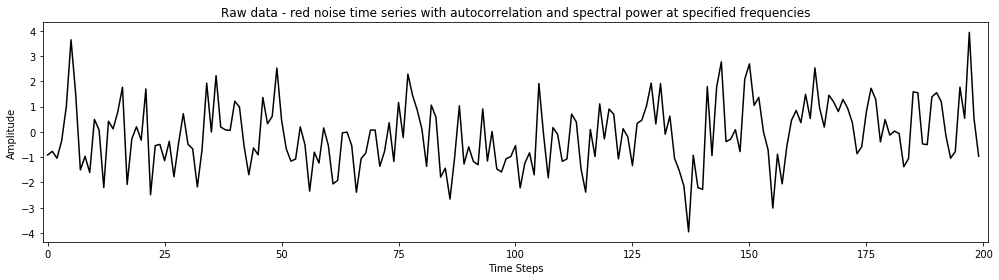 Raw data - red noise time series with autocorrelation and spectral power at specified frequencies
Amplitude
4
3
2
1
0
−1
−2
−3
−4
0 25 50 75 100 125 150 175 200
Time Steps